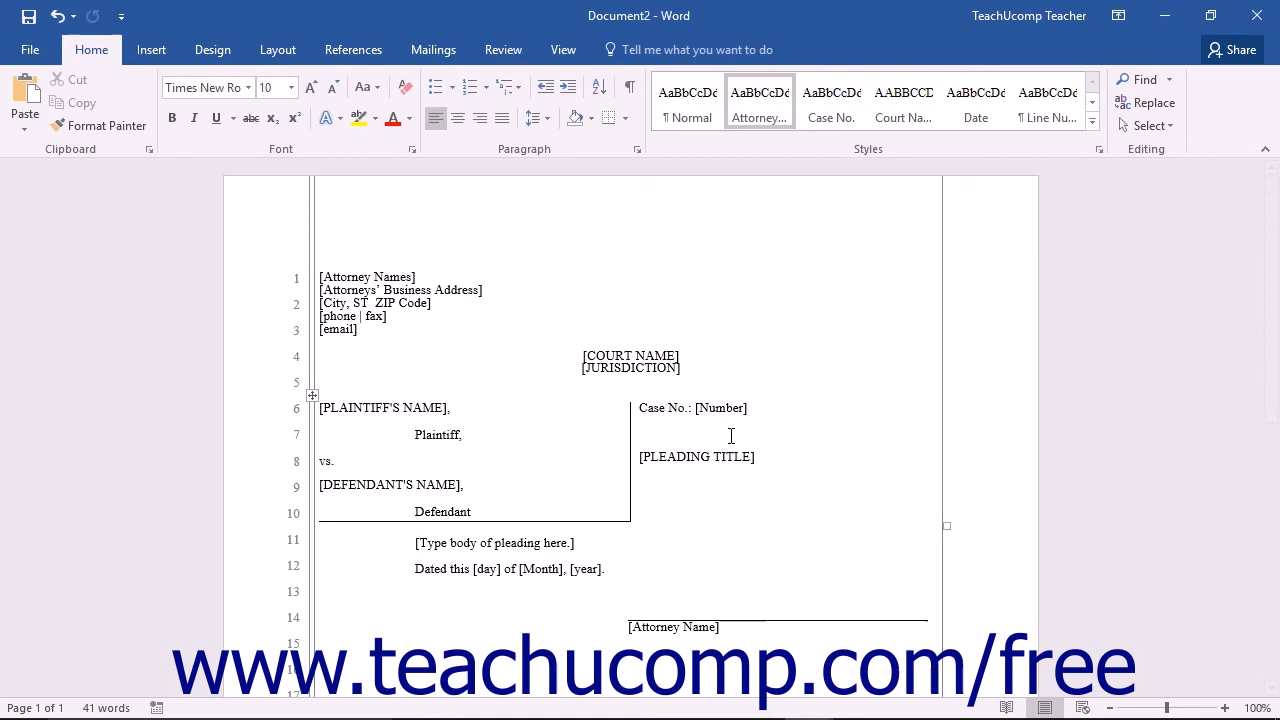 Document2 - Word
TeachUcomp Teacher
File Home Insert Design Layout References Mailings Review View Tell me what you want to do Share
Paste
Cut
Copy
Format Painter
Clipboard
Times New Ro 10
Font
Paragraph
AaBbCcDc AaBbCcDc AaBbCcDd AABBCCD AaBbCcDc AaBbCcDc
¶ Normal Attorney... Case No. Court Na... Date ¶ Line Nu...
Styles
Find
Replace
Select
Editing
1 [Attorney Names]
[Attorneys' Business Address]
2 [City, ST ZIP Code]
[phone | fax]
3 [email]
4 [COURT NAME]
[JURISDICTION]
5
6 [PLAINTIFF'S NAME], Case No.: [Number]
7 Plaintiff,
[PLEADING TITLE]
8 vs.
9 [DEFENDANT'S NAME],
10 Defendant
11 [Type body of pleading here.]
12 Dated this [day] of [Month], [year].
13
14
[Attorney Name]
15
www.teachucomp.com/free
17
Page 1 of 1 41 words 100%